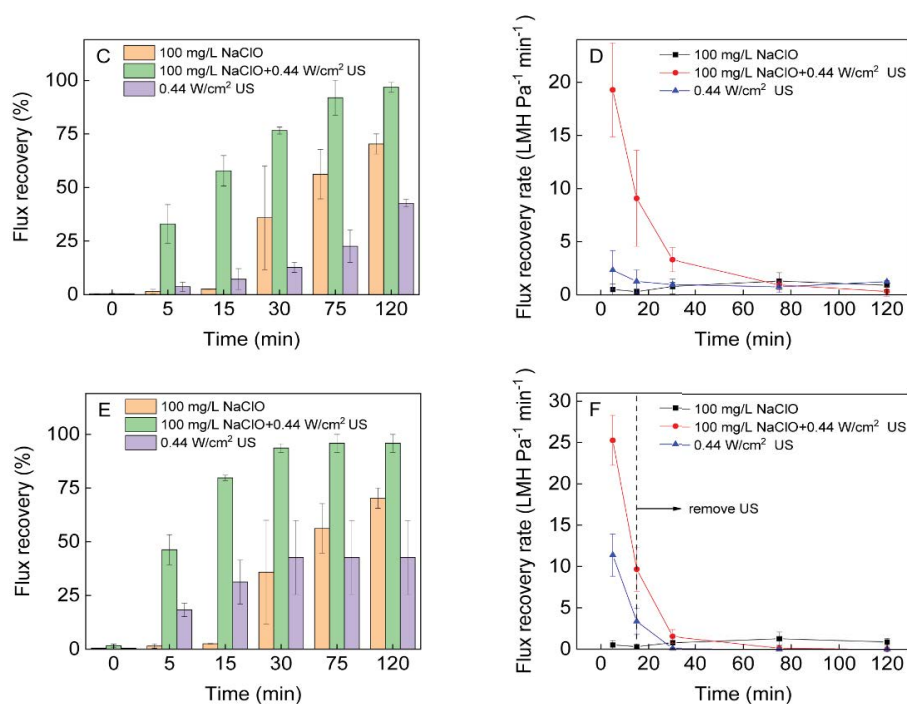 C
100 mg/L NaClO
100 mg/L NaClO+0.44 W/cm² US
0.44 W/cm² US
Flux recovery (%)
100
75
50
25
0
0 5 15 30 75 120
Time (min)
D
100 mg/L NaClO
100 mg/L NaClO+0.44 W/cm² US
0.44 W/cm² US
Flux recovery rate (LMH Pa⁻¹ min⁻¹)
20
15
10
5
0
0 20 40 60 80 100 120
Time (min)
E
100 mg/L NaClO
100 mg/L NaClO+0.44 W/cm² US
0.44 W/cm² US
Flux recovery (%)
100
75
50
25
0
0 5 15 30 75 120
Time (min)
F
100 mg/L NaClO
100 mg/L NaClO+0.44 W/cm² US
0.44 W/cm² US
remove US
Flux recovery rate (LMH Pa⁻¹ min⁻¹)
30
25
20
15
10
5
0
0 20 40 60 80 100 120
Time (min)